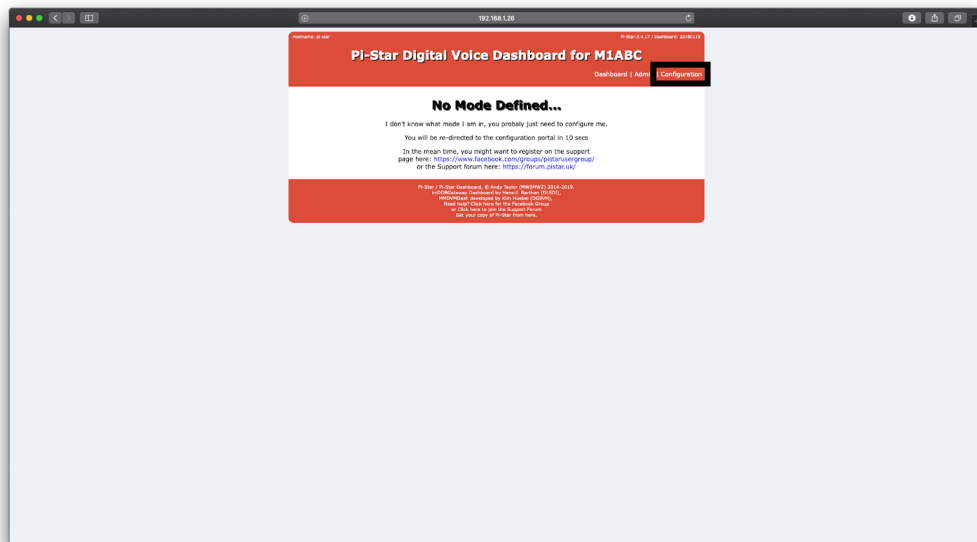 192.168.1.26
Hostname: pi-star
Pi-Star:3.4.17 / Dashboard: 20190119
Pi-Star Digital Voice Dashboard for M1ABC
Dashboard | Admi | Configuration
No Mode Defined...
I don't know what mode I am in, you probaly just need to configure me.
You will be re-directed to the configuration portal in 10 secs
In the mean time, you might want to register on the support
page here: https://www.facebook.com/groups/pistarusergroup/
or the Support forum here: https://forum.pistar.uk/
Pi-Star / Pi-Star Dashboard, © Andy Taylor (MW0MWZ) 2014-2019.
ircDDBGateway Dashboard by Hans-J. Barthen (DL5DI),
MMDVMDash developed by Kim Huebel (DG9VH),
Need help? Click here for the Facebook Group
or Click here to join the Support Forum
Get your copy of Pi-Star from here.